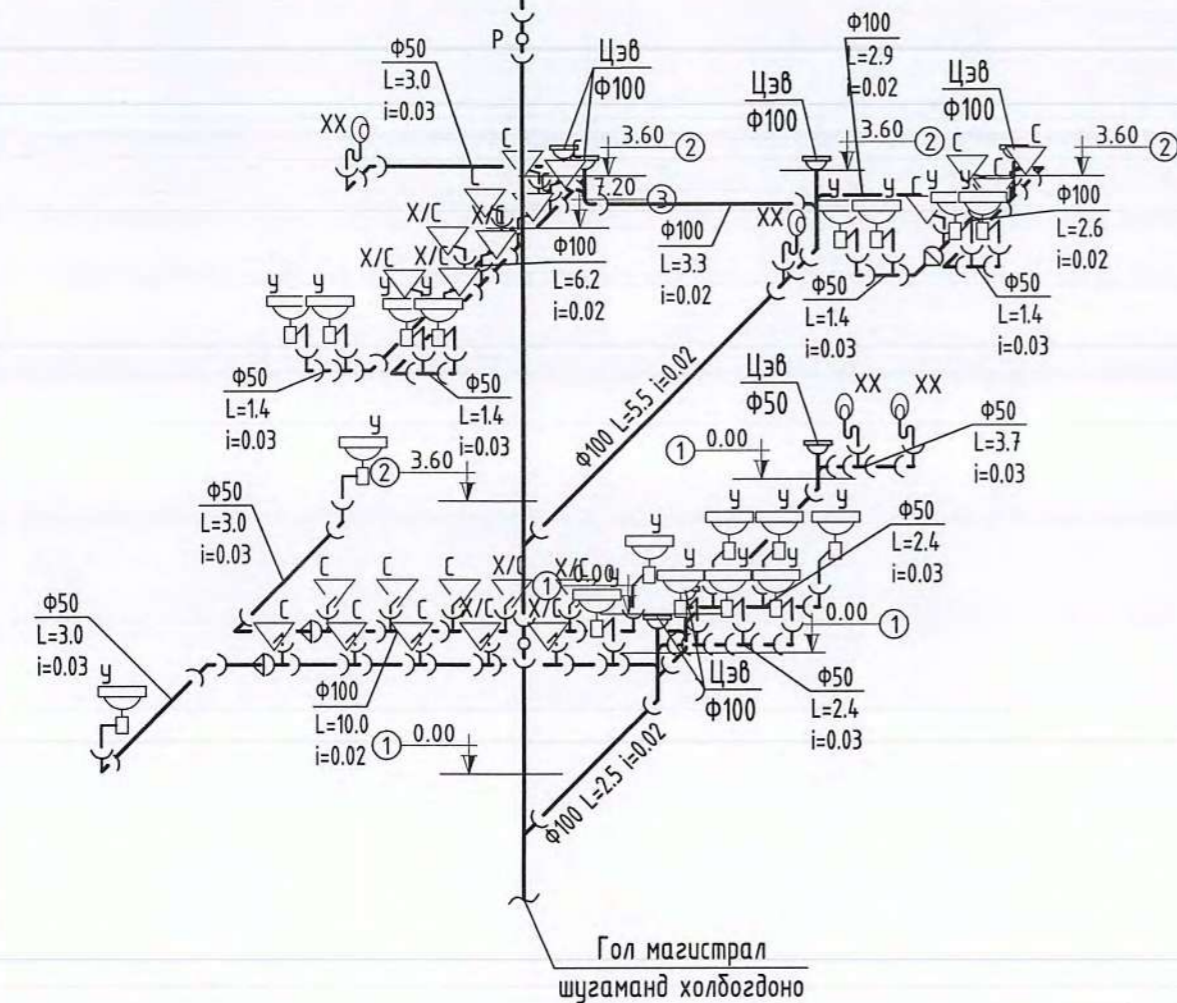 P
Ф50
L=3.0
i=0.03
Цэв
Ф100
Ф100
L=2.9
i=0.02
Цэв
Ф100
Цэв
Ф100
XX
С
3.60
2
7.20
3
3.60
2
С
С
3.60
2
С
Х/С
Х/С
Х/С
Х/С
Ф100
L=6.2
i=0.02
Ф100
L=3.3
i=0.02
XX
У
У
С
У
У
С
Ф100
L=2.6
i=0.02
У
У
У
У
Ф50
L=1.4
i=0.03
Ф50
L=1.4
i=0.03
Ф50
L=1.4
i=0.03
Ф50
L=1.4
i=0.03
Ф100 L=5.5 i=0.02
Цэв
Ф50
XX
XX
Ф50
L=3.7
i=0.03
1
0.00
У
2
3.60
Ф50
L=3.0
i=0.03
У
У
У
У
Ф50
L=2.4
i=0.03
С
С
С
Х/С
Х/С
1
0.00
У
У
У
У
С
С
С
Х/С
Х/С
0.00
1
Ф50
L=3.0
i=0.03
У
Ф100
L=10.0
i=0.02
1
0.00
Цэв
Ф100
Ф50
L=2.4
i=0.03
Ф100 L=2.5 i=0.02
Гол магистрал
шугаманд холбогдоно